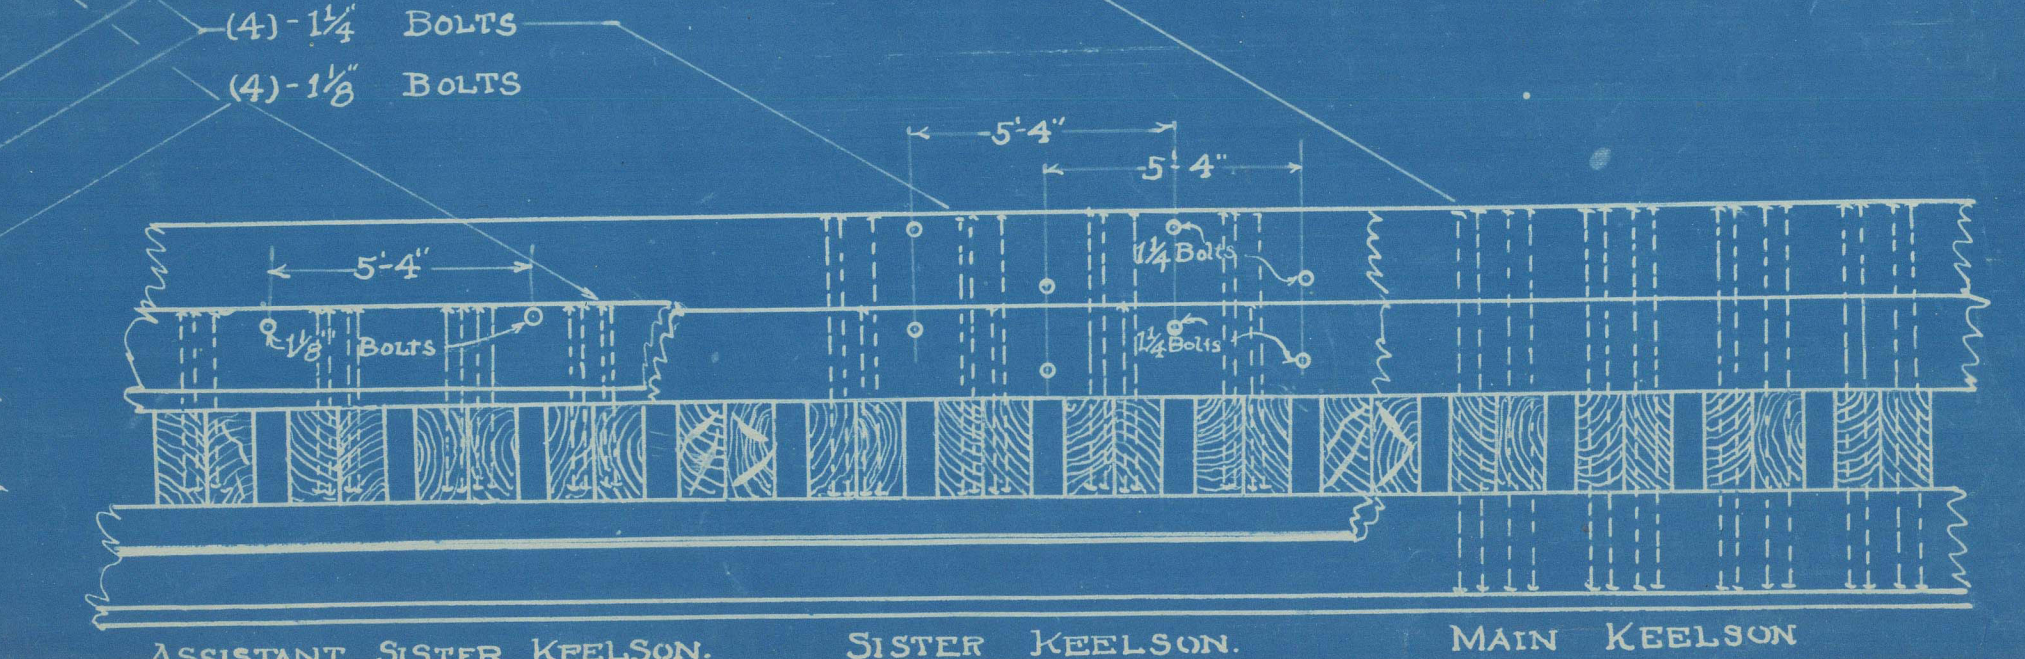 (4)-1¼" BOLTS
(4)-1⅛" BOLTS
5'-4"
5'-4"
1¼ Bolts
5'-4"
1⅛" BOLTS
1¼ Bolts
ASSISTANT SISTER KEELSON.
SISTER KEELSON.
MAIN KEELSON